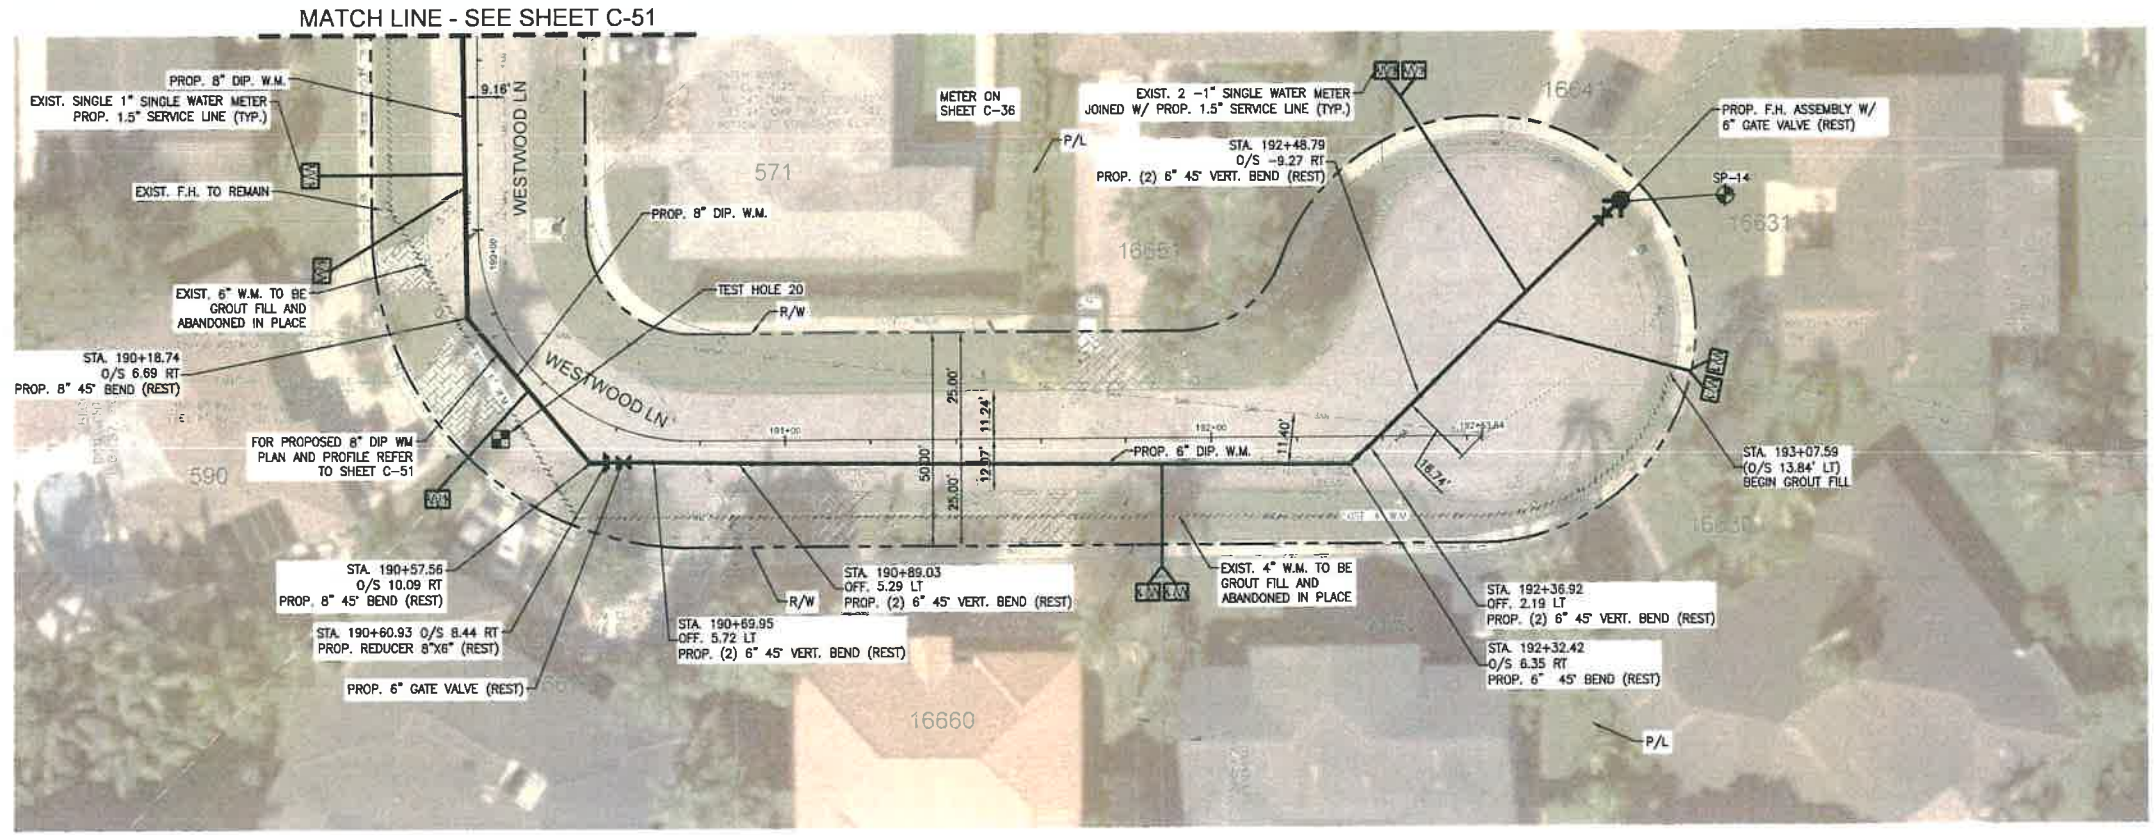 MATCH LINE - SEE SHEET C-51
PROP. 8" DIP. W.M.
EXIST. SINGLE 1" SINGLE WATER METER
PROP. 1.5" SERVICE LINE (TYP.)
EXIST. F.H. TO REMAIN
9.16'
WESTWOOD LN
190+00
EXIST. 6" W.M. TO BE
GROUT FILL AND
ABANDONED IN PLACE
STA. 190+18.74
O/S 6.69 RT
PROP. 8" 45° BEND (REST)
FOR PROPOSED 8" DIP WM
PLAN AND PROFILE REFER
TO SHEET C-51
590
STA. 190+57.56
O/S 10.09 RT
PROP. 8" 45° BEND (REST)
STA. 190+60.93 O/S 8.44 RT
PROP. REDUCER 8"X6" (REST)
PROP. 6" GATE VALVE (REST)
571
PROP. 8" DIP. W.M.
TEST HOLE 20
R/W
WESTWOOD LN
191+00
25.00'
11.24'
50.00'
12.07'
25.00'
STA. 190+69.95
OFF. 5.72 LT
PROP. (2) 6" 45° VERT. BEND (REST)
R/W
STA. 190+89.03
OFF. 5.29 LT
PROP. (2) 6" 45° VERT. BEND (REST)
16660
METER ON
SHEET C-36
P/L
EXIST. 2 -1" SINGLE WATER METER
JOINED W/ PROP. 1.5" SERVICE LINE (TYP.)
STA. 192+48.79
O/S -9.27 RT
PROP. (2) 6" 45° VERT. BEND (REST)
16651
16641
PROP. F.H. ASSEMBLY W/
6" GATE VALVE (REST)
SP-14
16631
192+00
PROP. 6" DIP. W.M.
11.40'
192+63.84
16.74'
EXIST. 4" W.M. TO BE
GROUT FILL AND
ABANDONED IN PLACE
STA. 193+07.59
(O/S 13.84' LT)
BEGIN GROUT FILL
16630
STA. 192+36.92
OFF. 2.19 LT
PROP. (2) 6" 45° VERT. BEND (REST)
STA. 192+32.42
O/S 6.35 RT
PROP. 6" 45° BEND (REST)
P/L